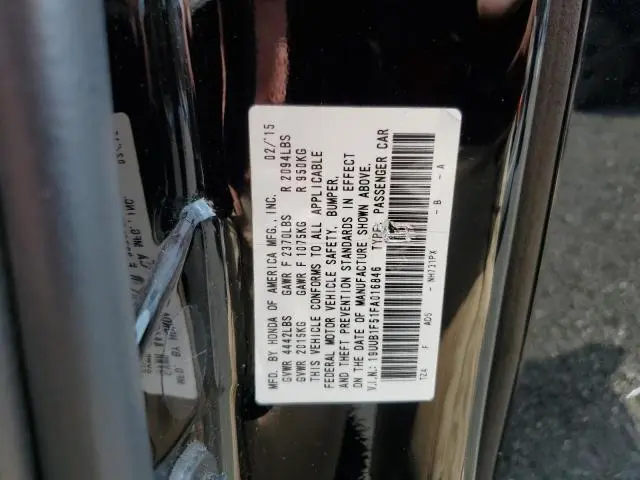 MFD. BY HONDA OF AMERICA MFG., INC. 02/'15
GVWR 4442LBS GAWR F 2370LBS R 2094LBS
GVWR 2015KG GAWR F 1075KG R 950KG
THIS VEHICLE CONFORMS TO ALL APPLICABLE
FEDERAL MOTOR VEHICLE SAFETY, BUMPER,
AND THEFT PREVENTION STANDARDS IN EFFECT
ON THE DATE OF MANUFACTURE SHOWN ABOVE.
V.I.N.: 19UUB1F51FA016846 TYPE: PASSENGER CAR
TZA F AD5 - NH731PX - B - A